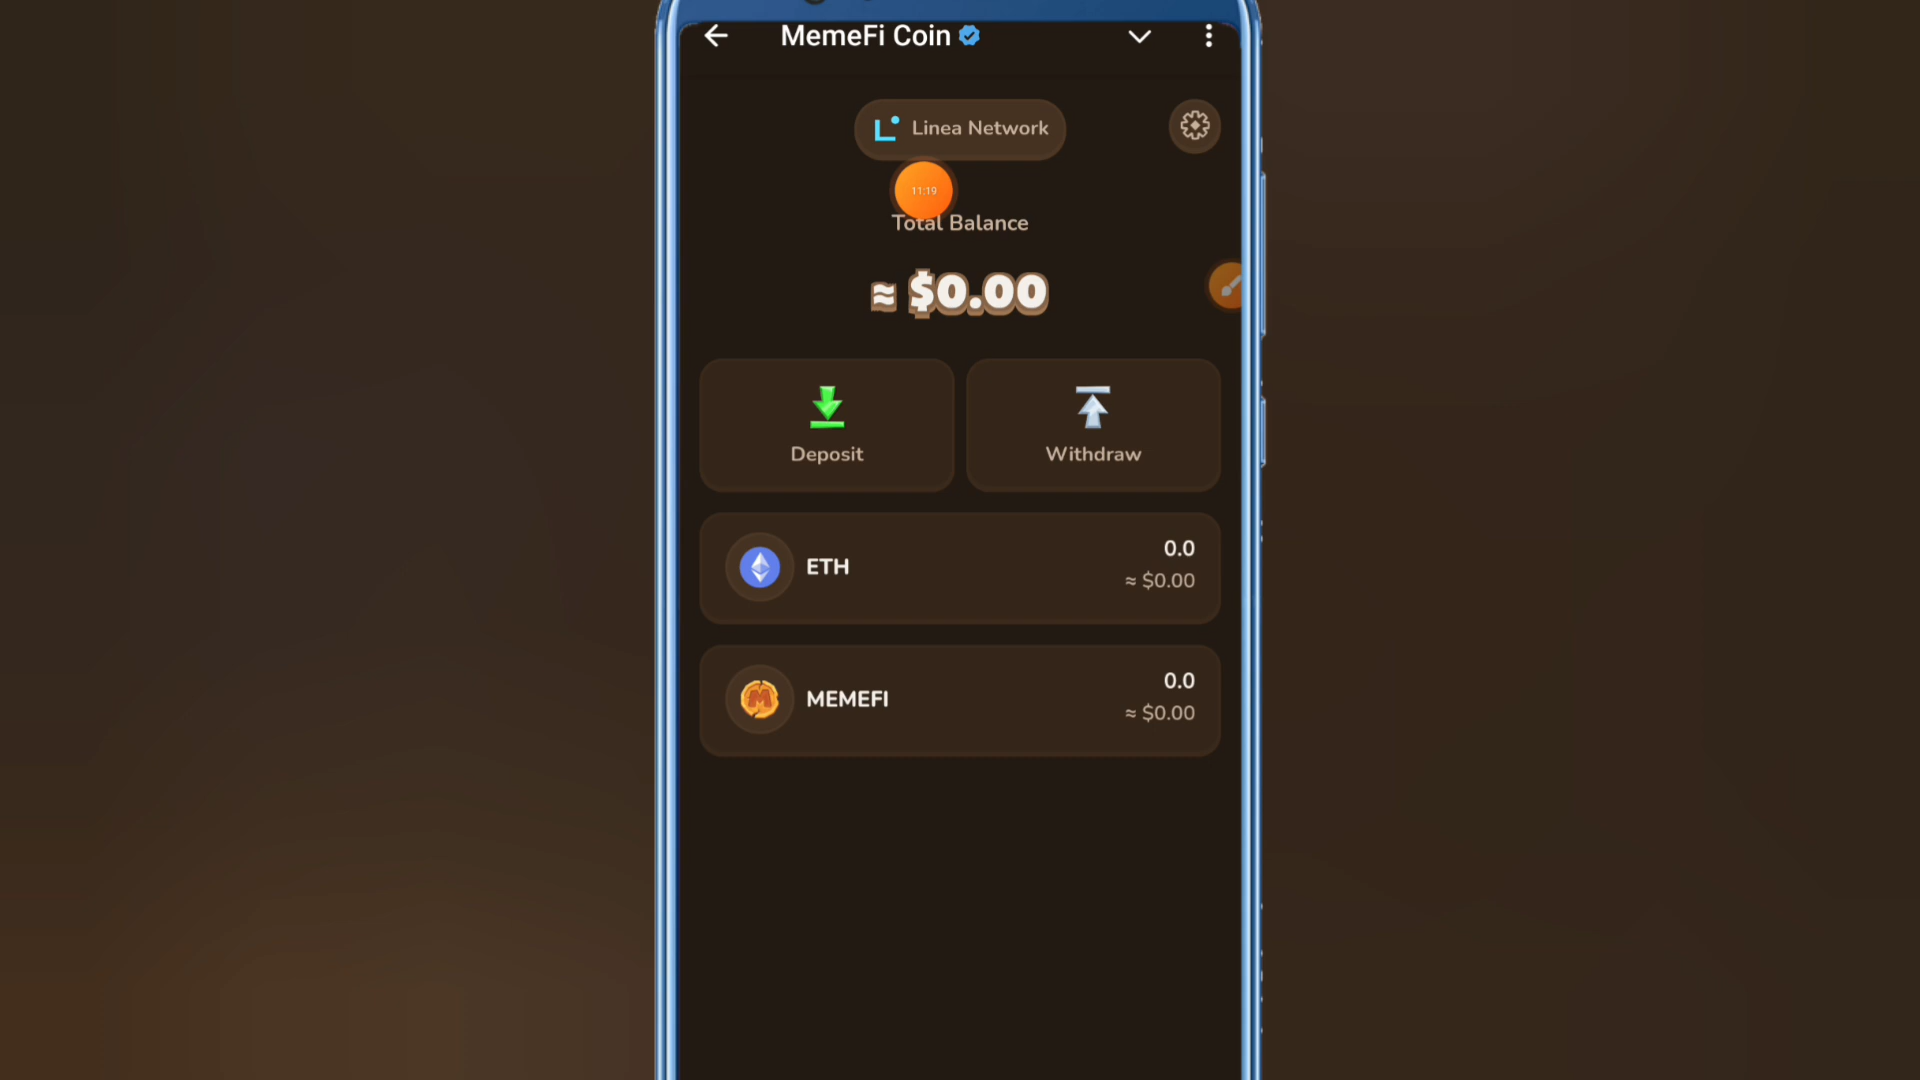 MemeFi Coin
Linea Network
11:19
Total Balance
≈ $0.00
Deposit
Withdraw
ETH
0.0
≈ $0.00
MEMEFI
0.0
≈ $0.00